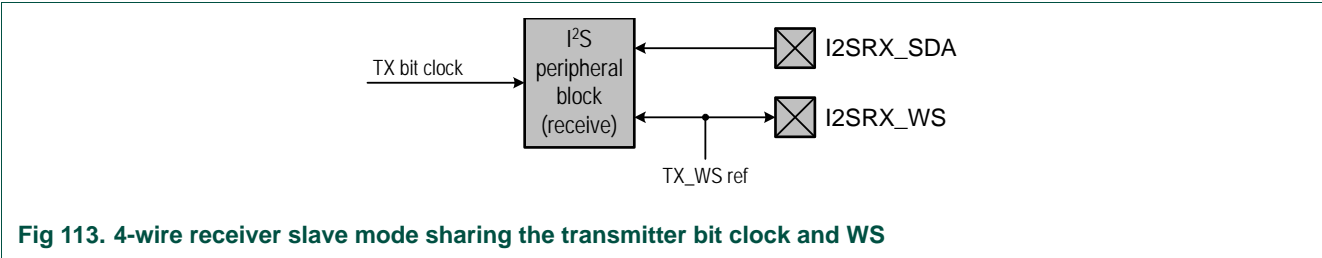 I²S
peripheral
block
(receive)
TX bit clock
I2SRX_SDA
I2SRX_WS
TX_WS ref
Fig 113. 4-wire receiver slave mode sharing the transmitter bit clock and WS